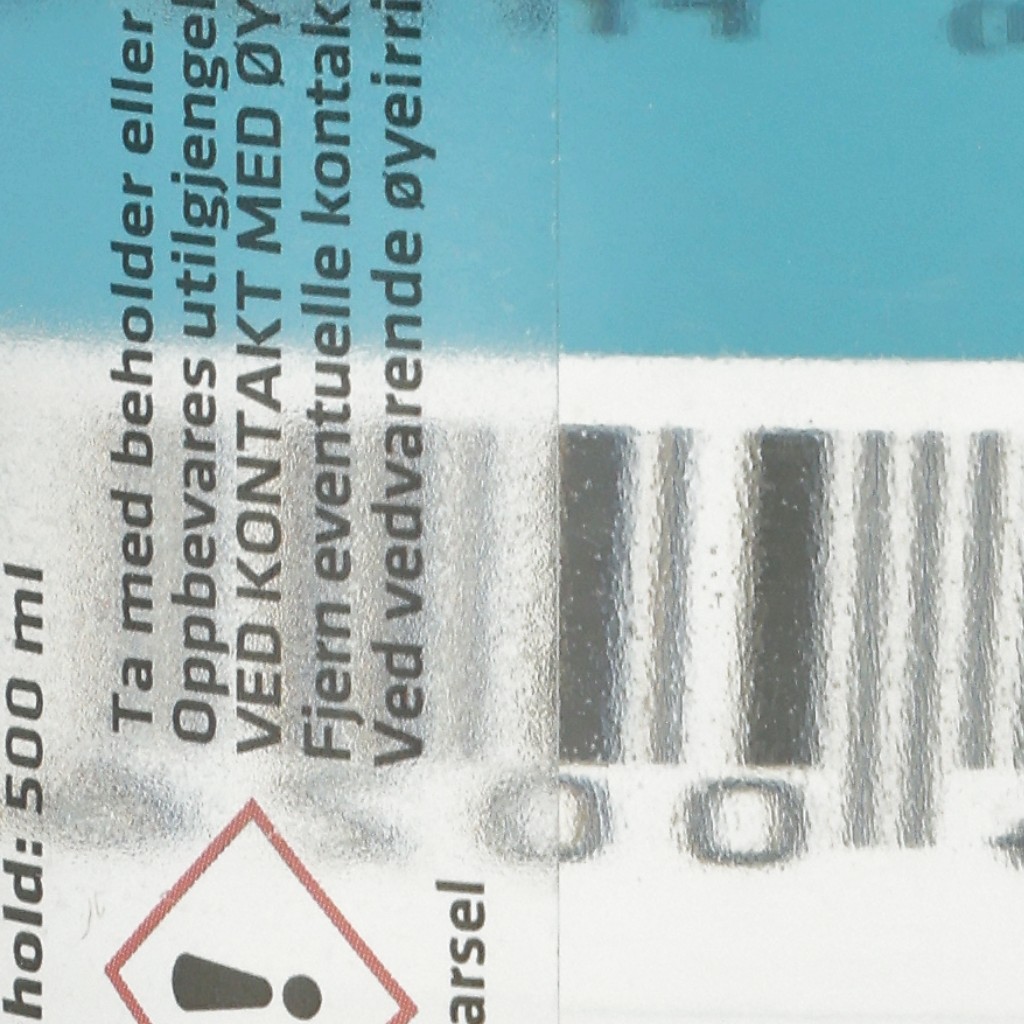 hold: 500 ml
Ta med beholder eller
Oppbevares utilgjengel
VED KONTAKT MED ØY
Fjern eventuelle kontak
Ved vedvarende øyeirri
arsel